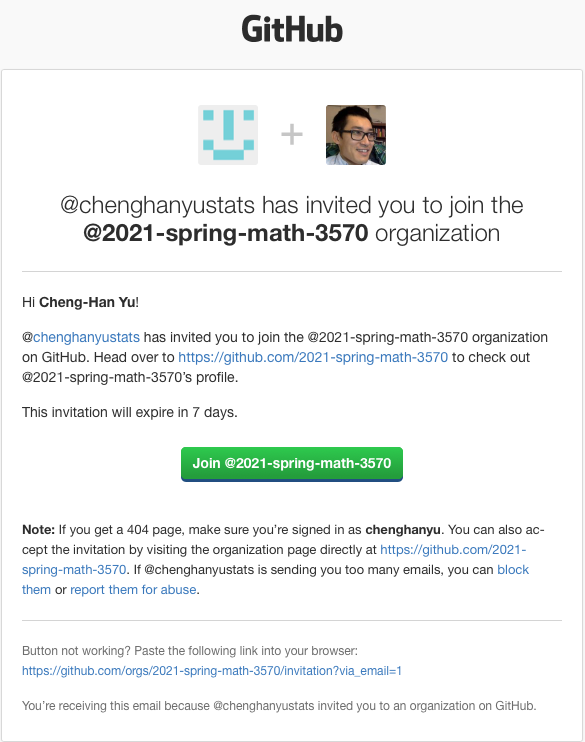 GitHub
+
@chenghanyustats has invited you to join the
@2021-spring-math-3570 organization
Hi Cheng-Han Yu!
@chenghanyustats has invited you to join the @2021-spring-math-3570 organization
on GitHub. Head over to https://github.com/2021-spring-math-3570 to check out
@2021-spring-math-3570’s profile.
This invitation will expire in 7 days.
Join @2021-spring-math-3570
Note: If you get a 404 page, make sure you’re signed in as chenghanyu. You can also ac-
cept the invitation by visiting the organization page directly at https://github.com/2021-
spring-math-3570. If @chenghanyustats is sending you too many emails, you can block
them or report them for abuse.
Button not working? Paste the following link into your browser:
https://github.com/orgs/2021-spring-math-3570/invitation?via_email=1
You’re receiving this email because @chenghanyustats invited you to an organization on GitHub.